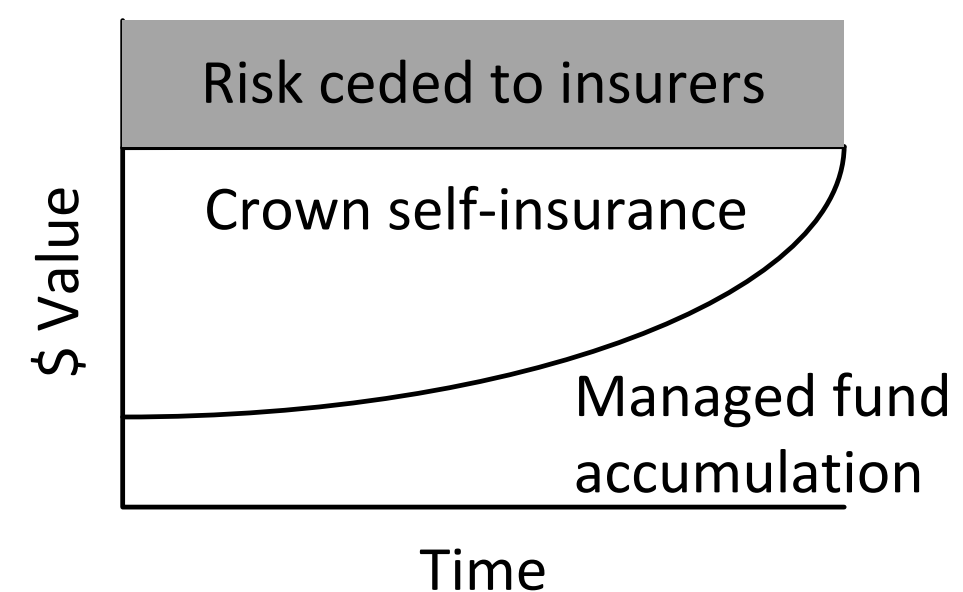 Risk ceded to insurers
Crown self-insurance
$ Value
Managed fund
accumulation
Time